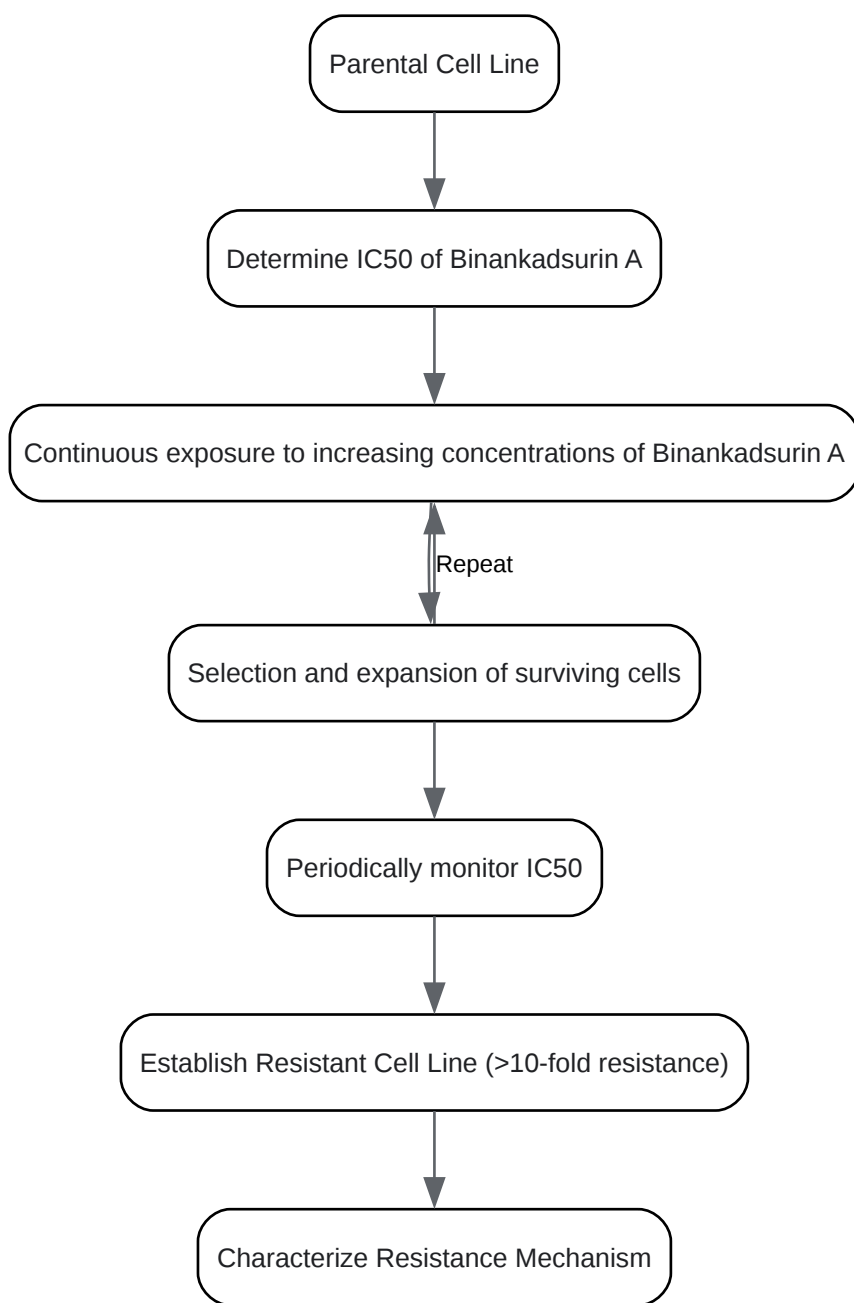 Parental Cell Line
Determine IC50 of Binankadsurin A
Continuous exposure to increasing concentrations of Binankadsurin A
Repeat
Selection and expansion of surviving cells
Periodically monitor IC50
Establish Resistant Cell Line (>10-fold resistance)
Characterize Resistance Mechanism